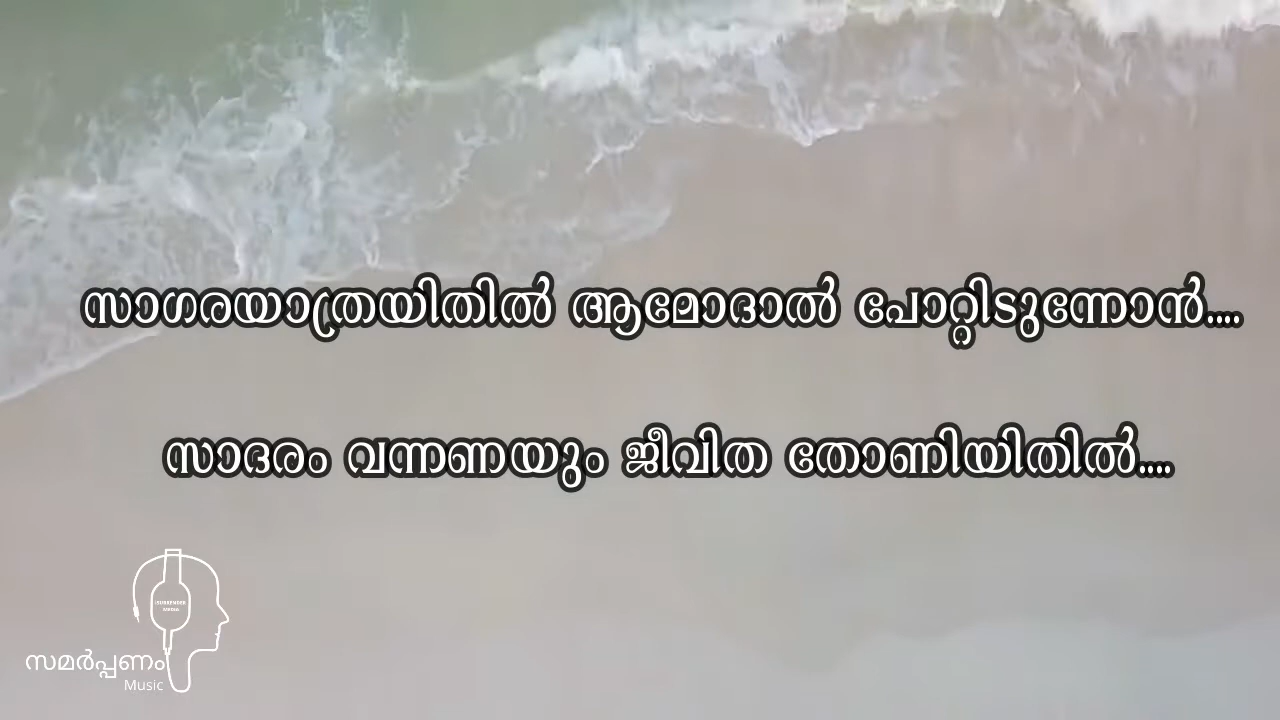 സാഗരയാത്രയിതിൽ ആമോദാൽ പോറ്റിടുന്നോൻ....
സാദരം വന്നണയും ജീവിത തോണിയിതിൽ....
സമർപ്പണം
Music